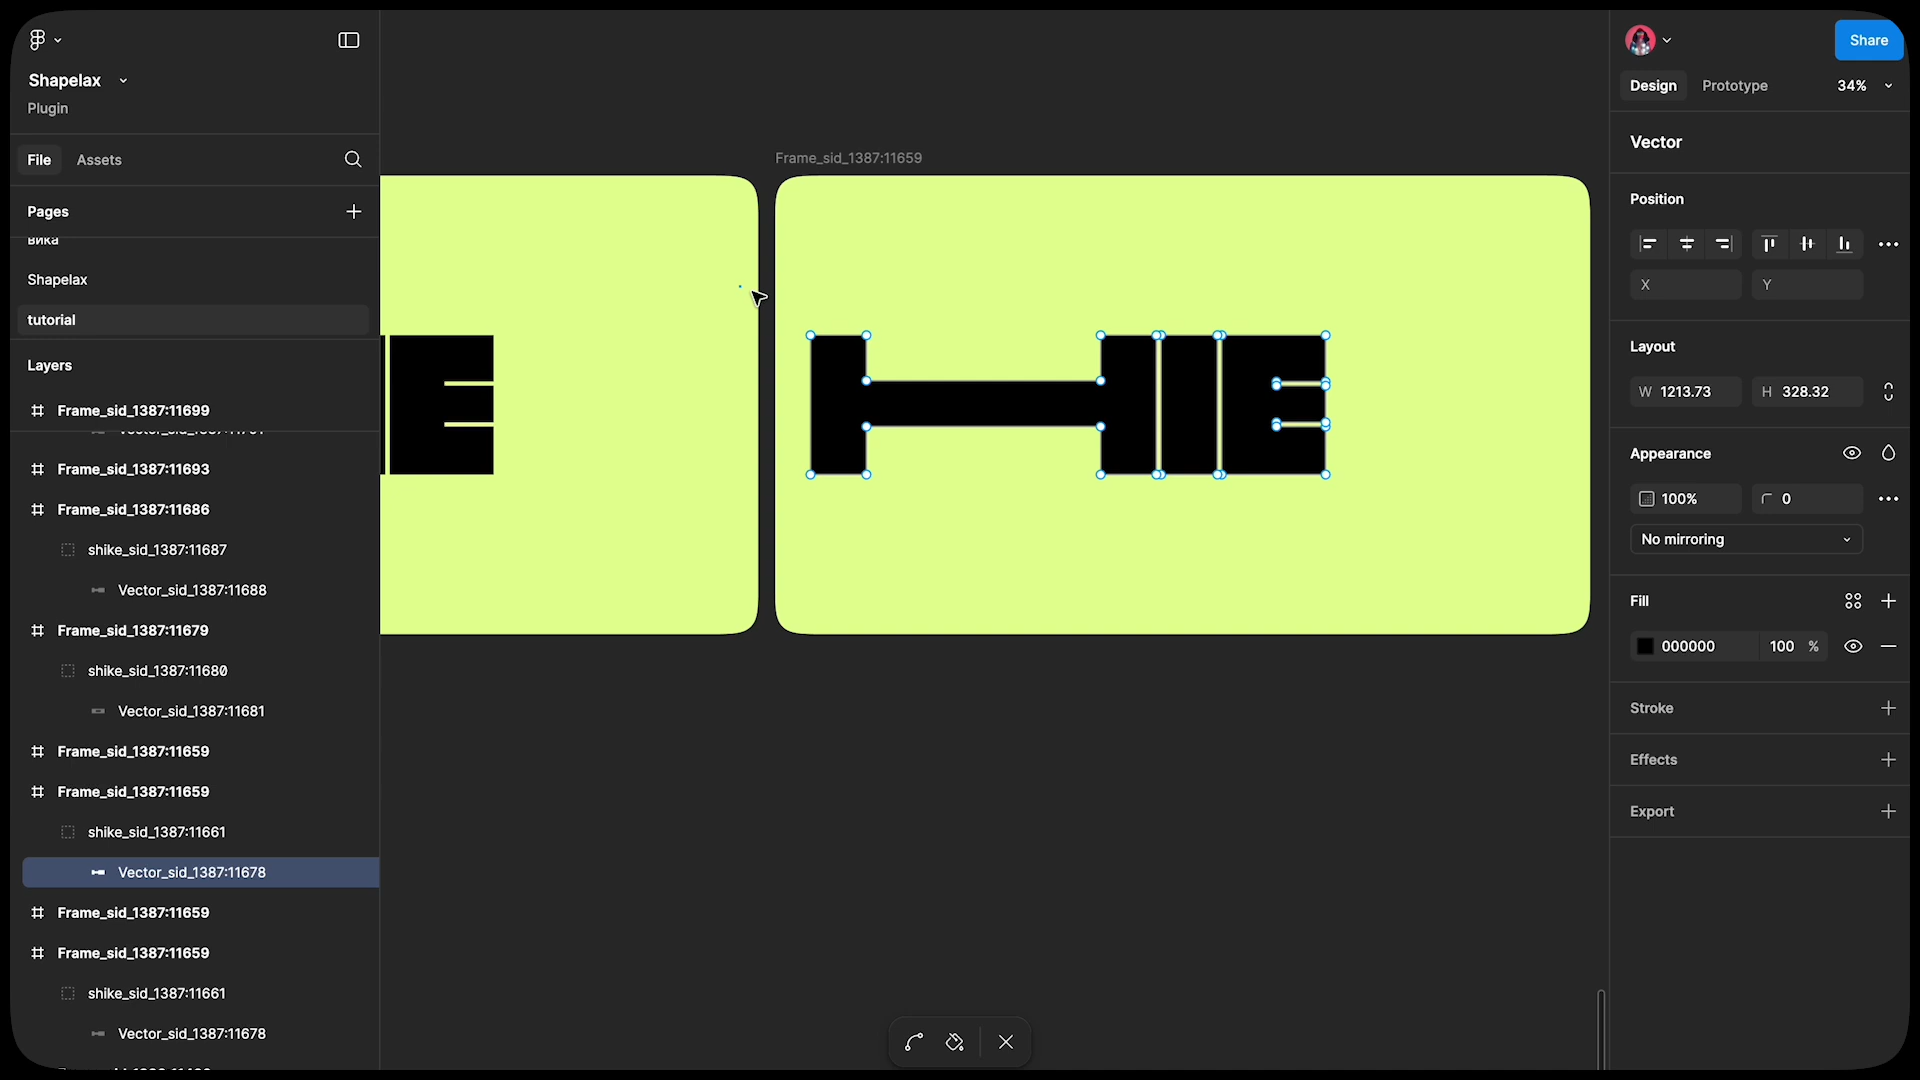 Shapelax
Plugin
File
Assets
Pages
вика
Shapelax
tutorial
Layers
Frame_sid_1387:11699
Frame_sid_1387:11693
Frame_sid_1387:11686
shike_sid_1387:11687
Vector_sid_1387:11688
Frame_sid_1387:11679
shike_sid_1387:11680
Vector_sid_1387:11681
Frame_sid_1387:11659
Frame_sid_1387:11659
shike_sid_1387:11661
Vector_sid_1387:11678
Frame_sid_1387:11659
Frame_sid_1387:11659
shike_sid_1387:11661
Vector_sid_1387:11678
Frame_sid_1387:11659
E
HIE
Share
Design
Prototype
34%
Vector
Position
X
Y
Layout
W 1213.73
H 328.32
Appearance
100%
0
No mirroring
Fill
000000
100 %
Stroke
Effects
Export